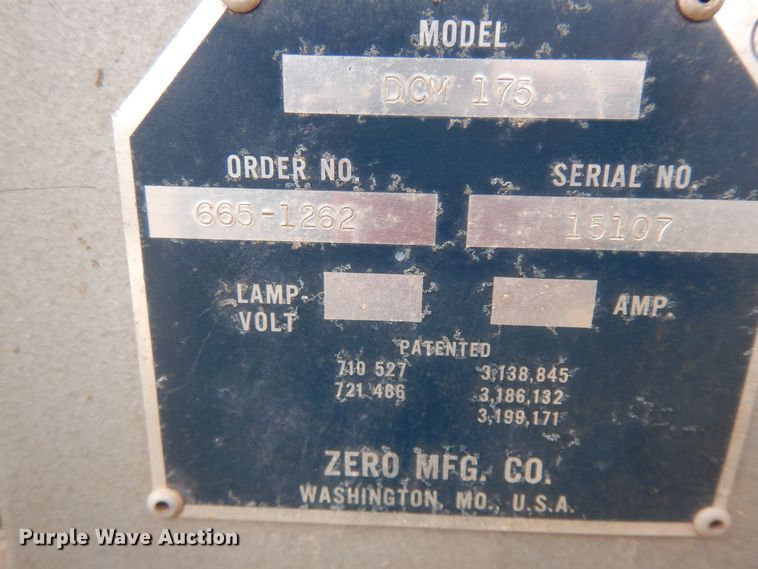 MODEL
DCM 175
ORDER NO.
SERIAL NO.
665-1262
15107
LAMP-
VOLT
AMP.
PATENTED
710 527 3,138,845
721 466 3,186,132
3,199,171
ZERO MFG. CO.
WASHINGTON, MO., U.S.A.
Purple Wave Auction